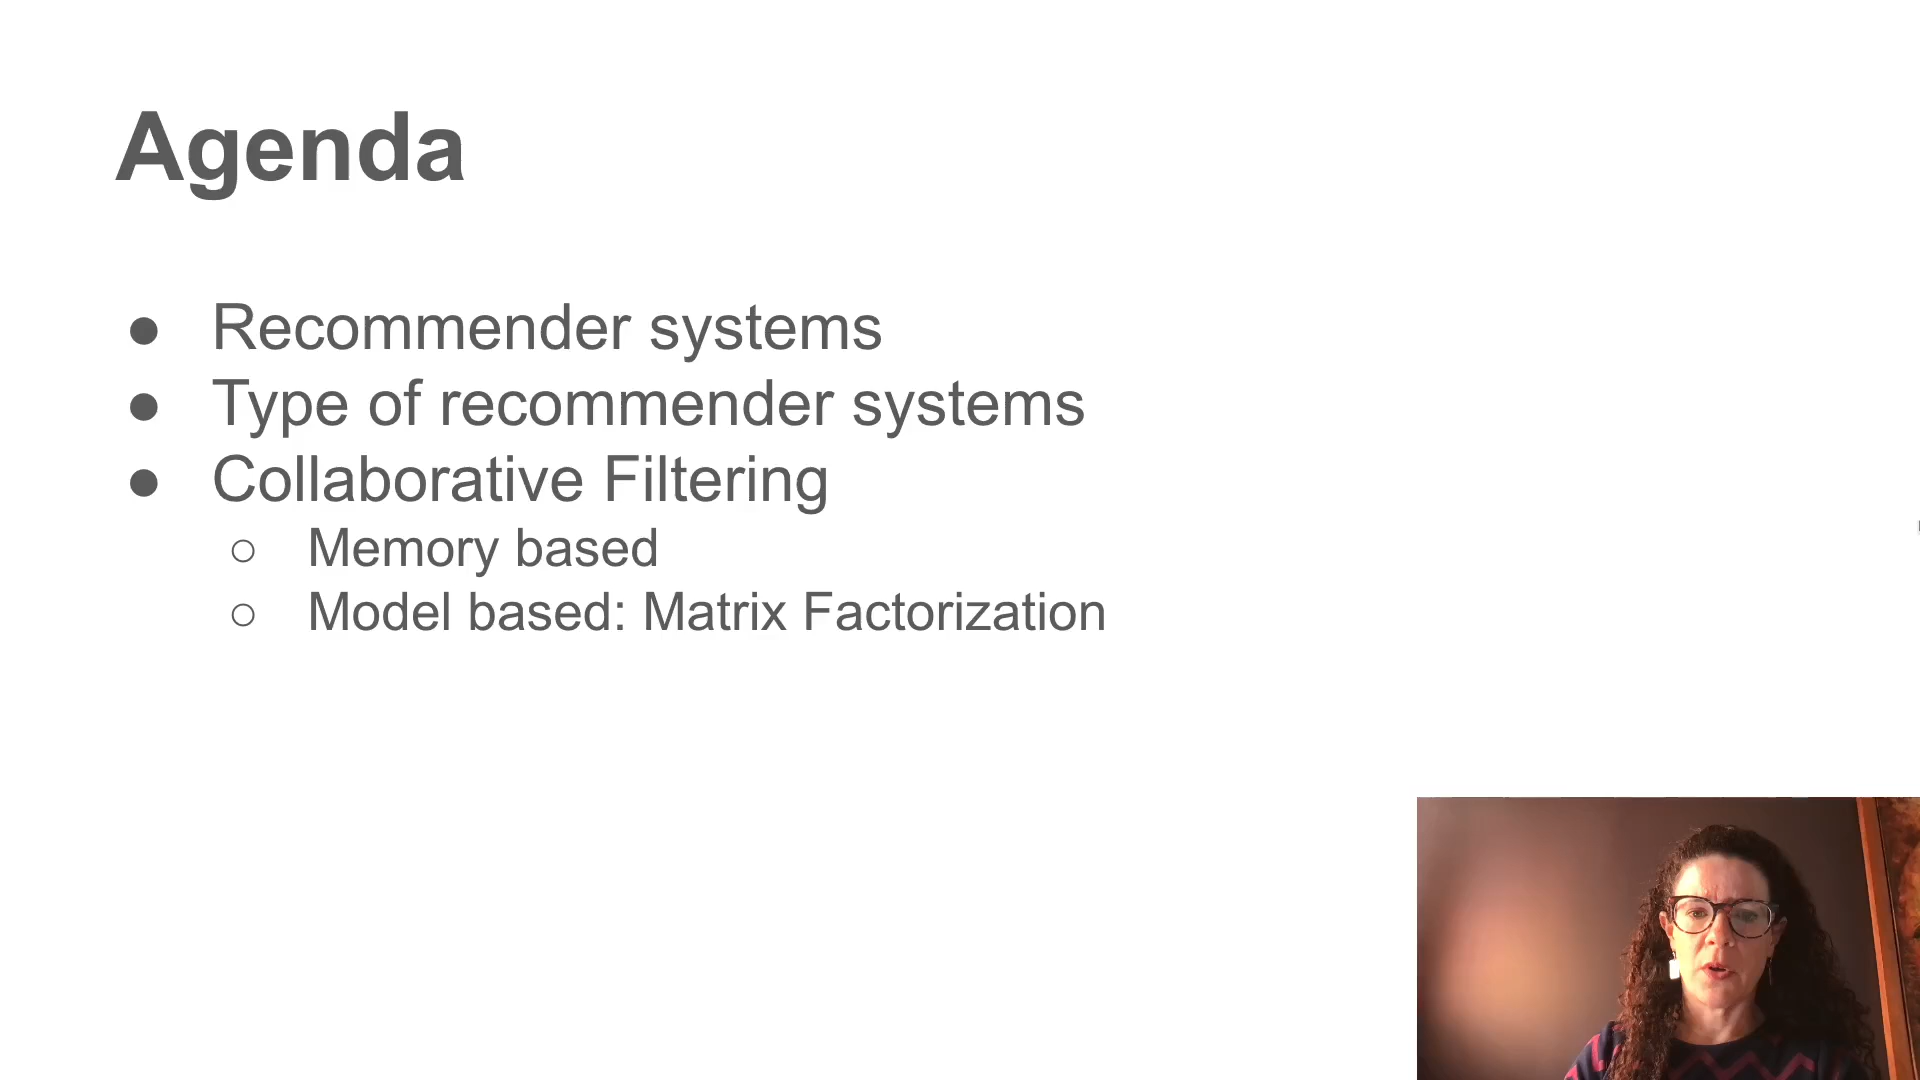 Agenda
● Recommender systems
● Type of recommender systems
● Collaborative Filtering
○ Memory based
○ Model based: Matrix Factorization